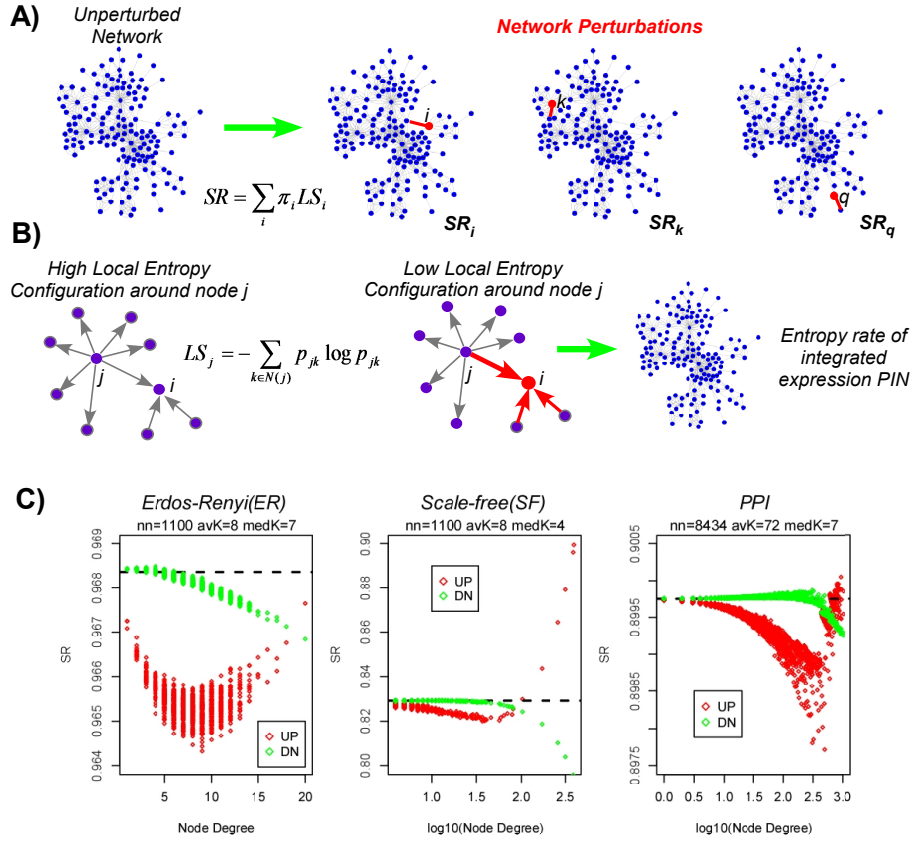 A)
Unperturbed
Network
Network Perturbations
i
k
q
SR = ∑ π_i LS_i
i
SR_i
SR_k
SR_q
B)
High Local Entropy
Configuration around node j
Low Local Entropy
Configuration around node j
j
i
LS_j = − ∑ p_jk log p_jk
k∈N(j)
j
i
Entropy rate of
integrated
expression PIN
C)
Erdos-Renyi(ER)
nn=1100 avK=8 medK=7
SR
0.969
0.968
0.967
0.966
0.965
0.964
UP
DN
5
10
15
20
Node Degree
Scale-free(SF)
nn=1100 avK=8 medK=4
SR
0.90
0.88
0.86
0.84
0.82
0.80
UP
DN
1.0
1.5
2.0
2.5
log10(Node Degree)
PPI
nn=8434 avK=72 medK=7
SR
0.9005
0.8995
0.8985
0.8975
UP
DN
0.0
0.5
1.0
1.5
2.0
2.5
3.0
log10(Node Degree)